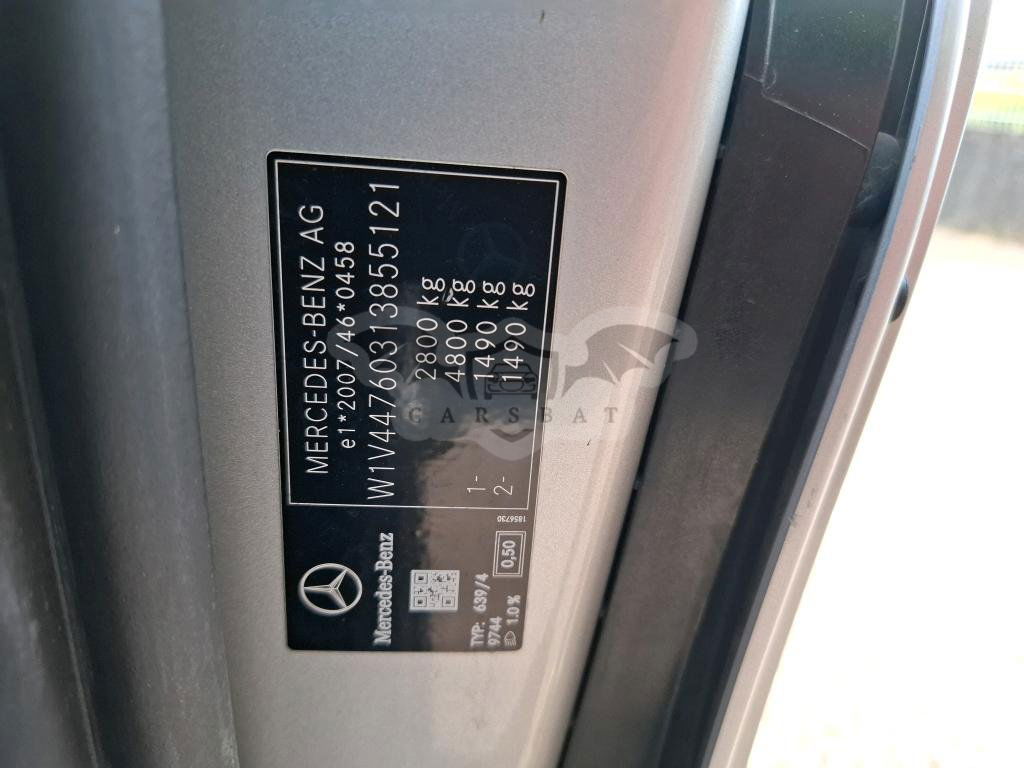 MERCEDES-BENZ AG
e1*2007/46*0458
W1V44760313855121
2800 kg
4800 kg
1- 1490 kg
2- 1490 kg
Mercedes-Benz
TYP: 639/4
9744
1.0%
0,50
1856730
CARSBAT